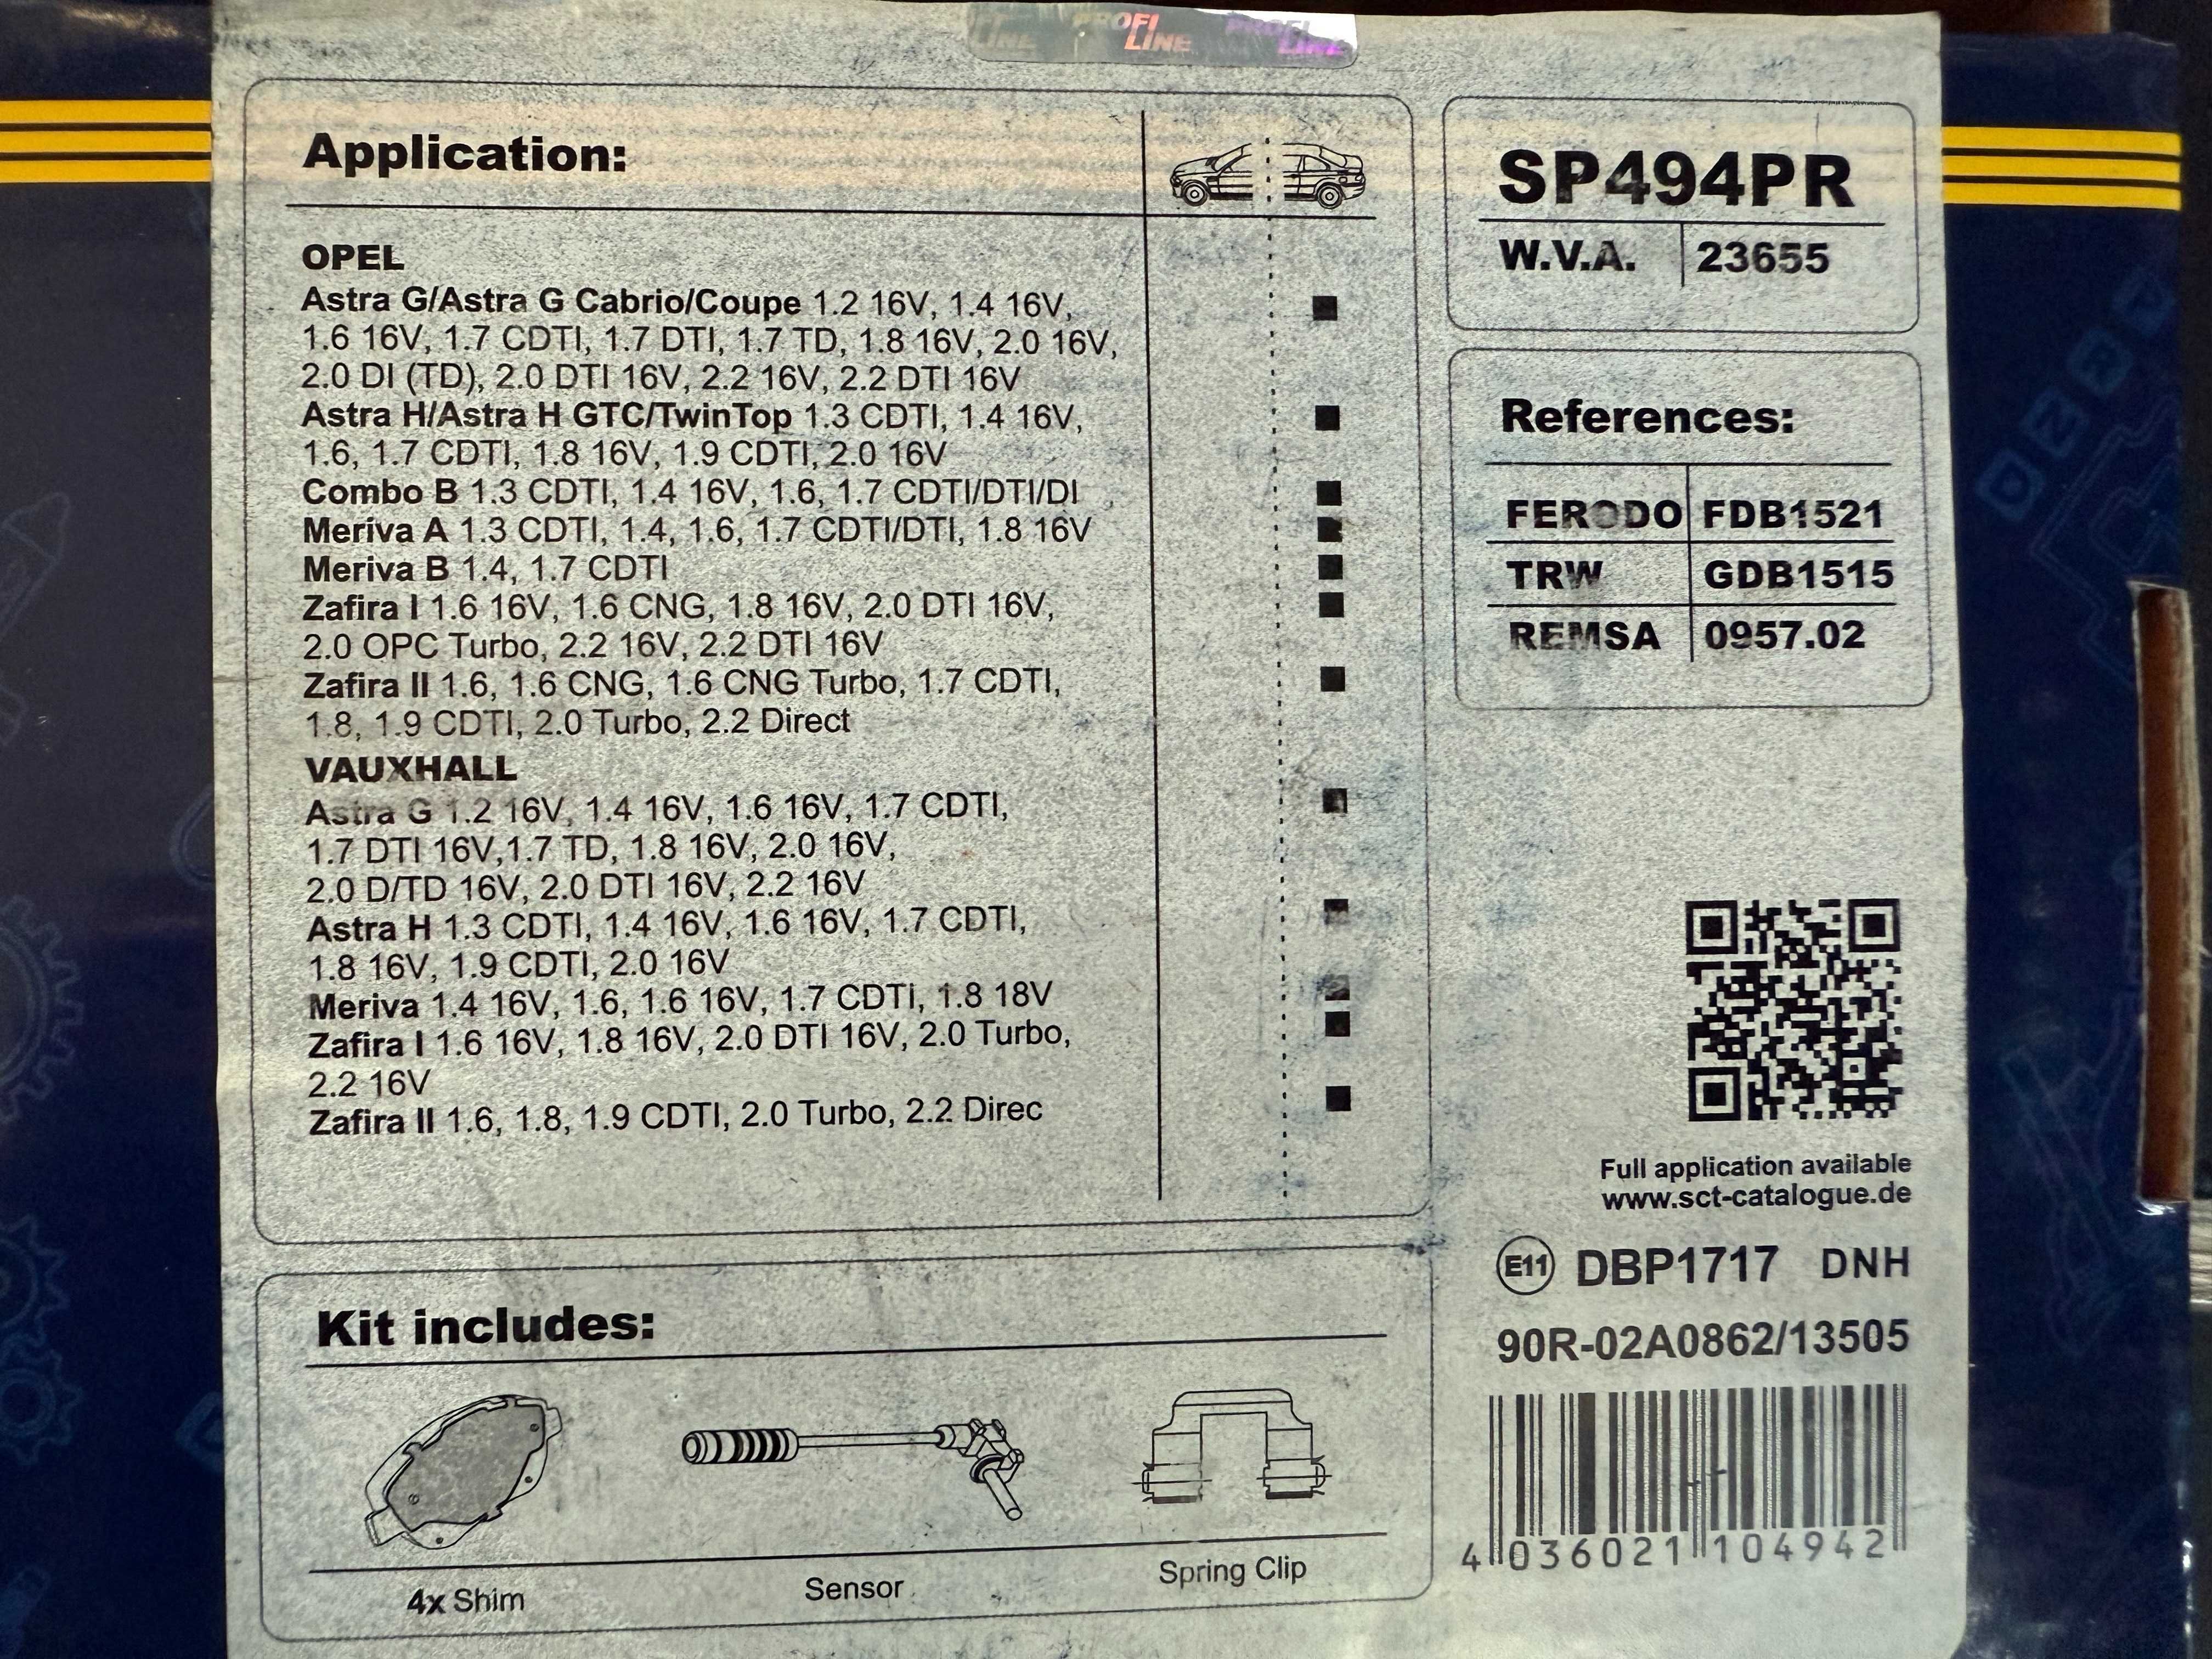 PROFI LINE PROFI LINE
Application:
OPEL
Astra G/Astra G Cabrio/Coupe 1.2 16V, 1.4 16V,
1.6 16V, 1.7 CDTI, 1.7 DTI, 1.7 TD, 1.8 16V, 2.0 16V,
2.0 DI (TD), 2.0 DTI 16V, 2.2 16V, 2.2 DTI 16V
Astra H/Astra H GTC/TwinTop 1.3 CDTI, 1.4 16V,
1.6, 1.7 CDTI, 1.8 16V, 1.9 CDTI, 2.0 16V
Combo B 1.3 CDTI, 1.4 16V, 1.6, 1.7 CDTI/DTI/DI
Meriva A 1.3 CDTI, 1.4, 1.6, 1.7 CDTI/DTI, 1.8 16V
Meriva B 1.4, 1.7 CDTI
Zafira I 1.6 16V, 1.6 CNG, 1.8 16V, 2.0 DTI 16V,
2.0 OPC Turbo, 2.2 16V, 2.2 DTI 16V
Zafira II 1.6, 1.6 CNG, 1.6 CNG Turbo, 1.7 CDTI,
1.8, 1.9 CDTI, 2.0 Turbo, 2.2 Direct
VAUXHALL
Astra G 1.2 16V, 1.4 16V, 1.6 16V, 1.7 CDTI,
1.7 DTI 16V,1.7 TD, 1.8 16V, 2.0 16V,
2.0 D/TD 16V, 2.0 DTI 16V, 2.2 16V
Astra H 1.3 CDTI, 1.4 16V, 1.6 16V, 1.7 CDTI,
1.8 16V, 1.9 CDTI, 2.0 16V
Meriva 1.4 16V, 1.6, 1.6 16V, 1.7 CDTI, 1.8 18V
Zafira I 1.6 16V, 1.8 16V, 2.0 DTI 16V, 2.0 Turbo,
2.2 16V
Zafira II 1.6, 1.8, 1.9 CDTI, 2.0 Turbo, 2.2 Direc
Kit includes:
4x Shim
Sensor
Spring Clip
SP494PR
W.V.A. 23655
References:
FERODO FDB1521
TRW GDB1515
REMSA 0957.02
Full application available
www.sct-catalogue.de
E11 DBP1717 DNH
90R-02A0862/13505
4 036021 104942